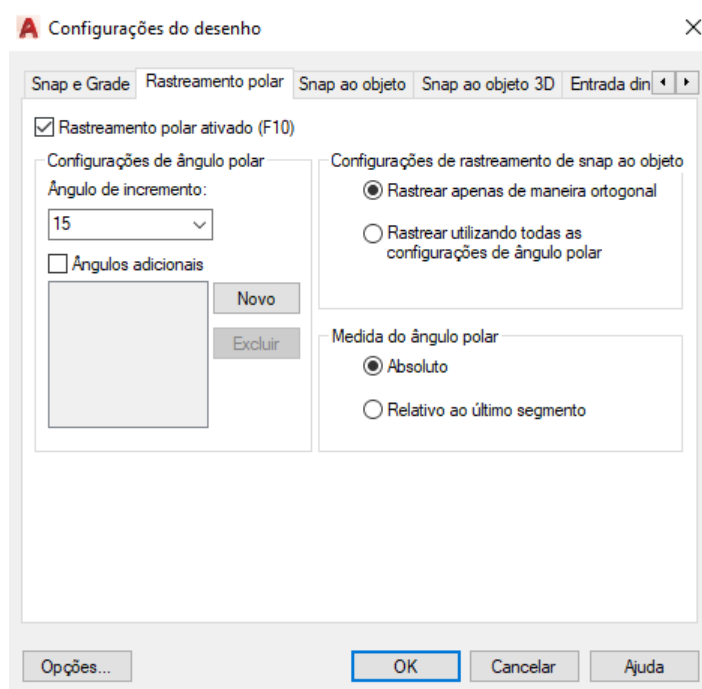 Configurações do desenho
Snap e Grade Rastreamento polar Snap ao objeto Snap ao objeto 3D Entrada din
Rastreamento polar ativado (F10)
Configurações de ângulo polar
Ângulo de incremento:
15
Ângulos adicionais
Novo
Excluir
Configurações de rastreamento de snap ao objeto
Rastrear apenas de maneira ortogonal
Rastrear utilizando todas as
configurações de ângulo polar
Medida do ângulo polar
Absoluto
Relativo ao último segmento
Opções... OK Cancelar Ajuda